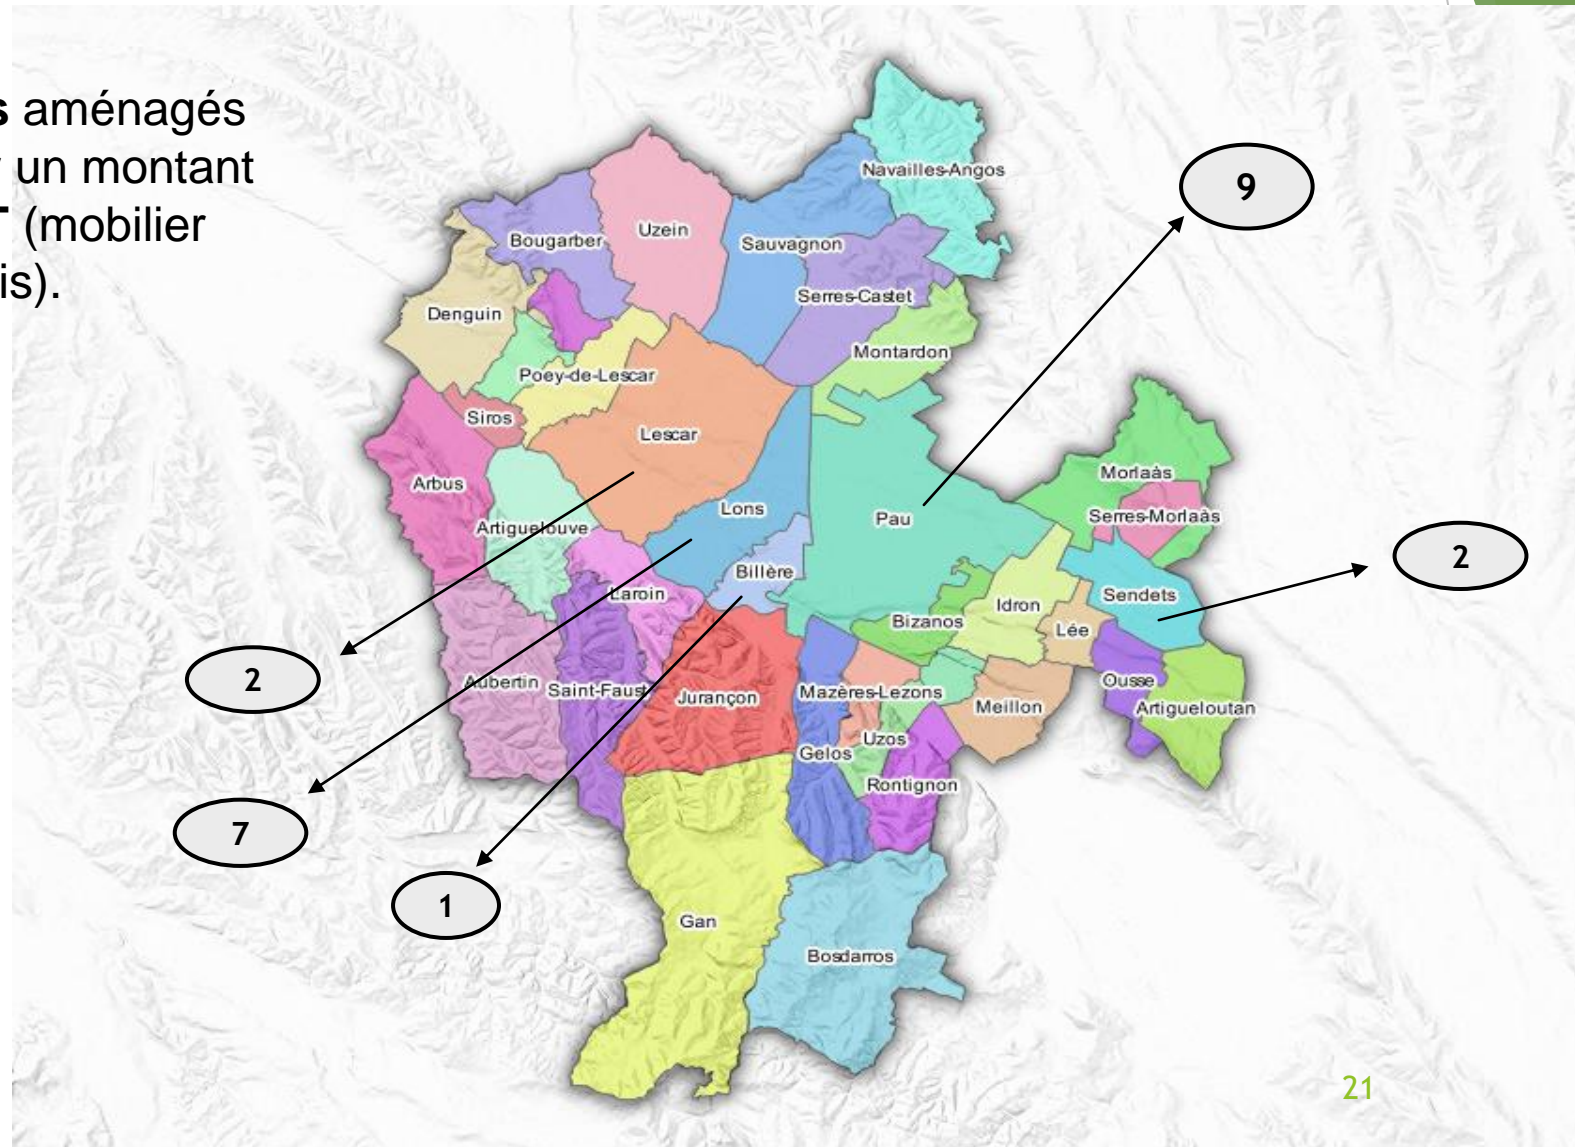 s aménagés
un montant
T (mobilier
is).
Navailles-Angos
9
Uzein
Bougarber
Sauvagnon
Serres-Castet
Denguin
Montardon
Poey-de-Lescar
Siros
Lescar
Morlaàs
Arbus
Lons
Serres-Morlaàs
Pau
Artiguelouve
2
Billère
Laroin
Sendets
Idron
Bizanos
Lée
2
Aubertin
Saint-Faust
Jurançon
Mazères-Lezons
Ousse
Meillon
Artigueloutan
Uzos
Gelos
Rontignon
7
1
Gan
Bosdarros
21